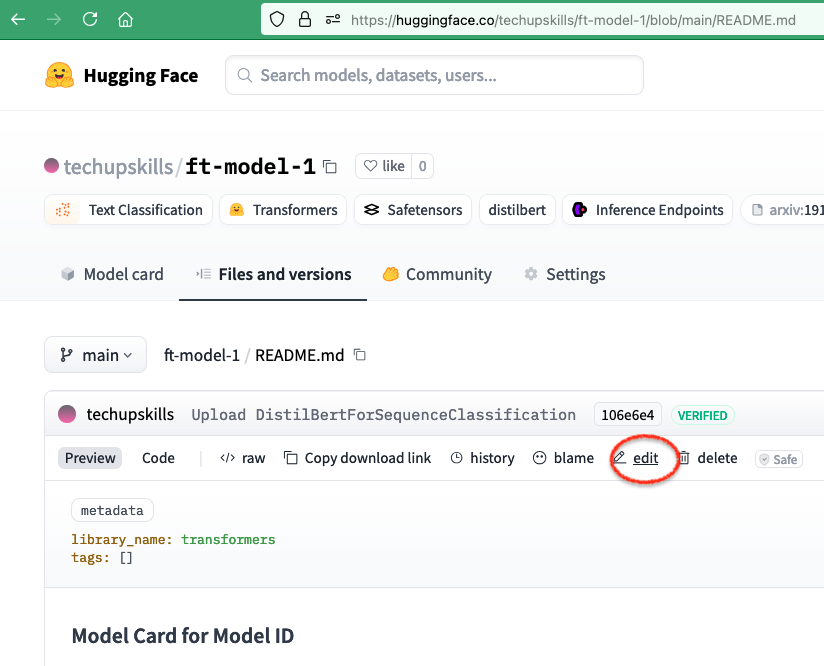 https://huggingface.co/techupskills/ft-model-1/blob/main/README.md
Hugging Face
Search models, datasets, users...
techupskills/ft-model-1 like 0
Text Classification Transformers Safetensors distilbert Inference Endpoints arxiv:191
Model card Files and versions Community Settings
main ft-model-1 / README.md
techupskills Upload DistilBertForSequenceClassification 106e6e4 VERIFIED
Preview Code </> raw Copy download link history blame edit delete Safe
metadata
library_name: transformers
tags: []
Model Card for Model ID